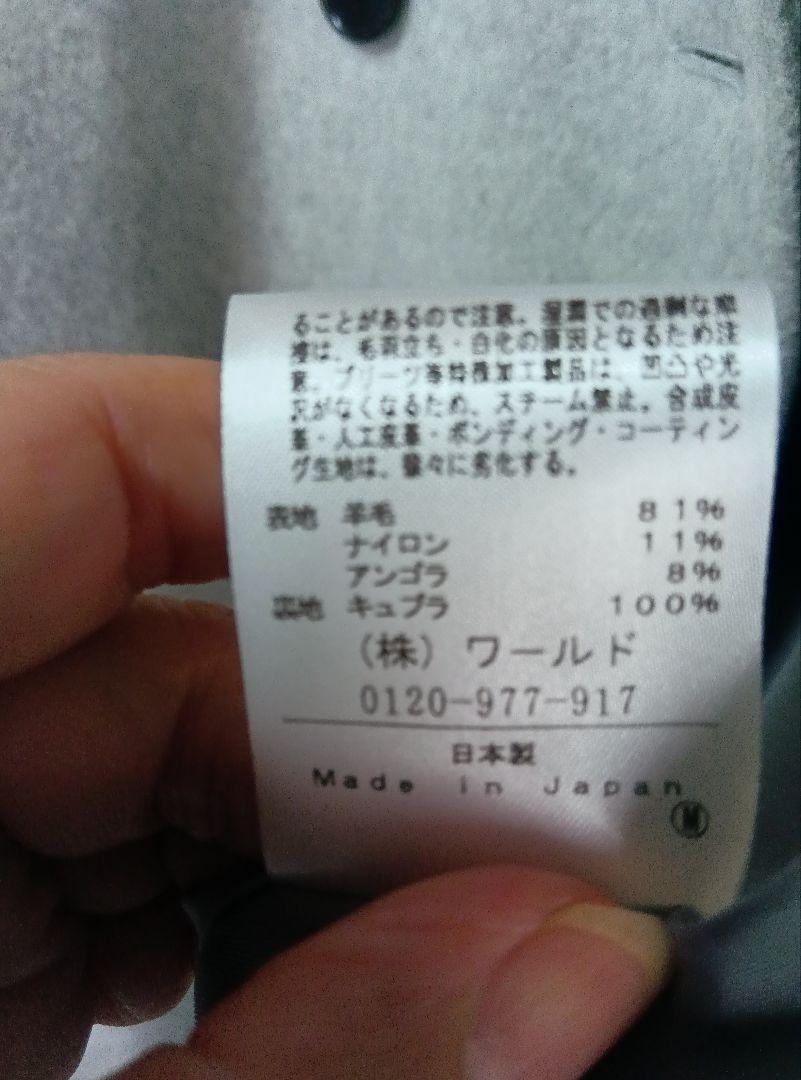 ることがあるので注意。湿潤での過剰な摩
擦は、毛羽立ち・白化の原因となるため注
意。プリーツ等特殊加工製品は、凹凸や光
沢がなくなるため、スチーム禁止。合成皮
革・人工皮革・ボンディング・コーティン
グ生地は、徐々に劣化する。
表地 羊毛 81%
ナイロン 11%
アンゴラ 8%
裏地 キュプラ 100%
(株) ワールド
0120-977-917
日本製
Made in Japan
Ⓜ